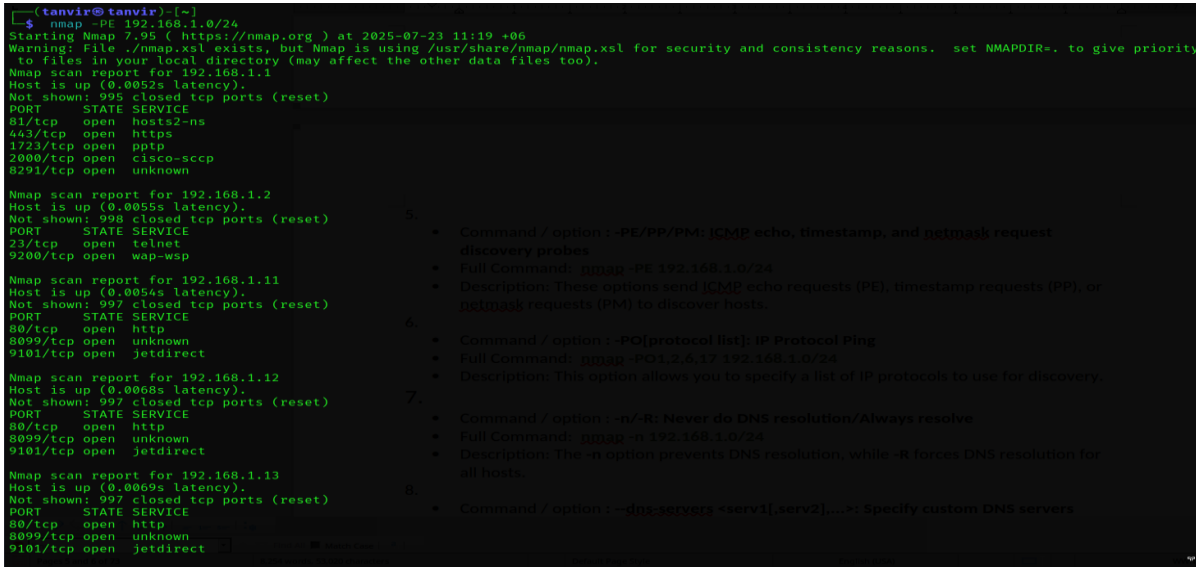 (tanvir㉿tanvir)-[~]
$ nmap -PE 192.168.1.0/24
Starting Nmap 7.95 ( https://nmap.org ) at 2025-07-23 11:19 +06
Warning: File ./nmap.xsl exists, but Nmap is using /usr/share/nmap/nmap.xsl for security and consistency reasons.  set NMAPDIR=. to give priority
 to files in your local directory (may affect the other data files too).
Nmap scan report for 192.168.1.1
Host is up (0.0052s latency).
Not shown: 995 closed tcp ports (reset)
PORT     STATE SERVICE
81/tcp   open  hosts2-ns
443/tcp  open  https
1723/tcp open  pptp
2000/tcp open  cisco-sccp
8291/tcp open  unknown
Nmap scan report for 192.168.1.2
Host is up (0.0055s latency).
Not shown: 998 closed tcp ports (reset)
PORT     STATE SERVICE
23/tcp   open  telnet
9200/tcp open  wap-wsp
Nmap scan report for 192.168.1.11
Host is up (0.0054s latency).
Not shown: 997 closed tcp ports (reset)
PORT     STATE SERVICE
80/tcp   open  http
8099/tcp open  unknown
9101/tcp open  jetdirect
Nmap scan report for 192.168.1.12
Host is up (0.0068s latency).
Not shown: 997 closed tcp ports (reset)
PORT     STATE SERVICE
80/tcp   open  http
8099/tcp open  unknown
9101/tcp open  jetdirect
Nmap scan report for 192.168.1.13
Host is up (0.0069s latency).
Not shown: 997 closed tcp ports (reset)
PORT     STATE SERVICE
80/tcp   open  http
8099/tcp open  unknown
9101/tcp open  jetdirect
5.
• Command / option : -PE/PP/PM: ICMP echo, timestamp, and netmask request
discovery probes
• Full Command: nmap -PE 192.168.1.0/24
• Description: These options send ICMP echo requests (PE), timestamp requests (PP), or
netmask requests (PM) to discover hosts.
6.
• Command / option : -PO[protocol list]: IP Protocol Ping
• Full Command: nmap -PO1,2,6,17 192.168.1.0/24
• Description: This option allows you to specify a list of IP protocols to use for discovery.
7.
• Command / option : -n/-R: Never do DNS resolution/Always resolve
• Full Command: nmap -n 192.168.1.0/24
• Description: The -n option prevents DNS resolution, while -R forces DNS resolution for
all hosts.
8.
• Command / option : --dns-servers <serv1[,serv2],...>: Specify custom DNS servers